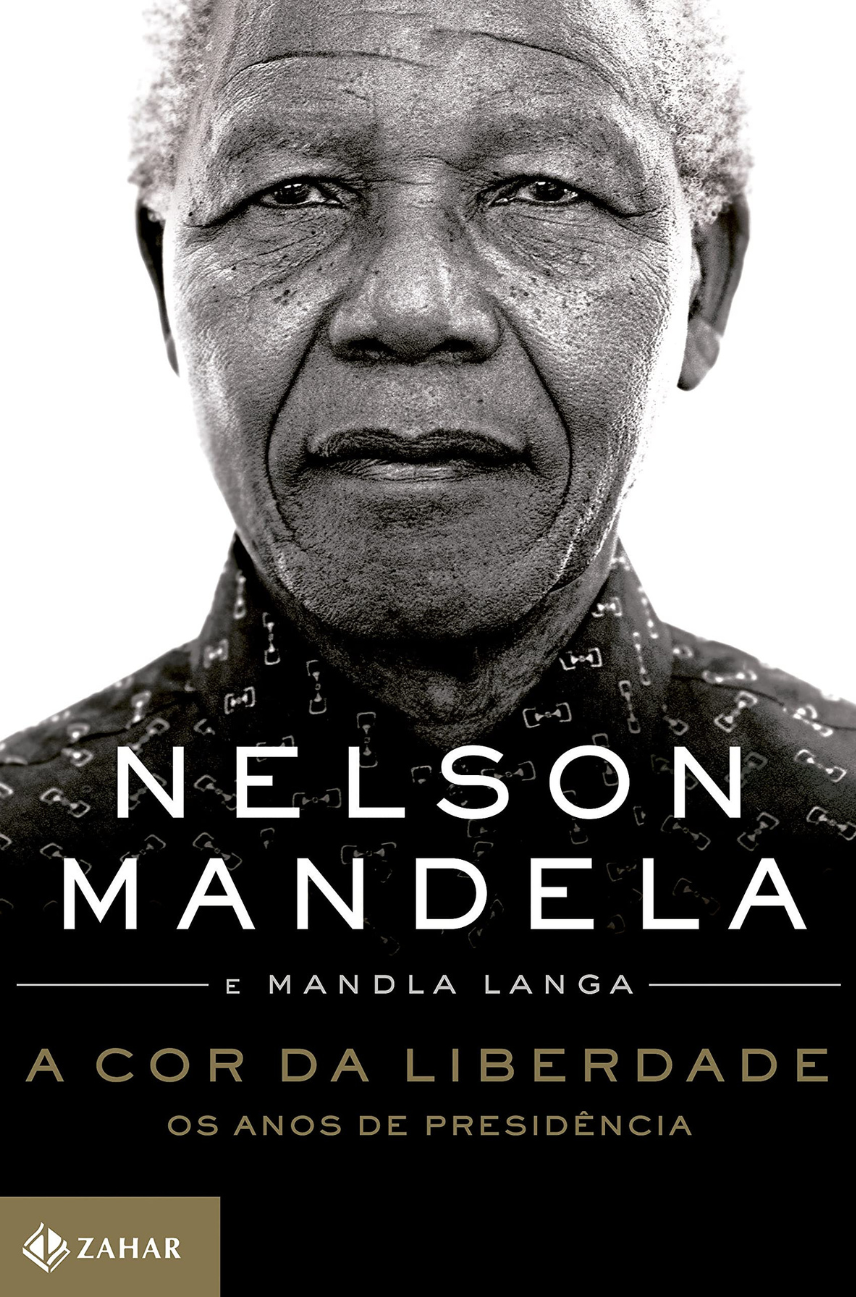 NELSON
MANDELA
E MANDLA LANGA
A COR DA LIBERDADE
OS ANOS DE PRESIDÊNCIA
ZAHAR